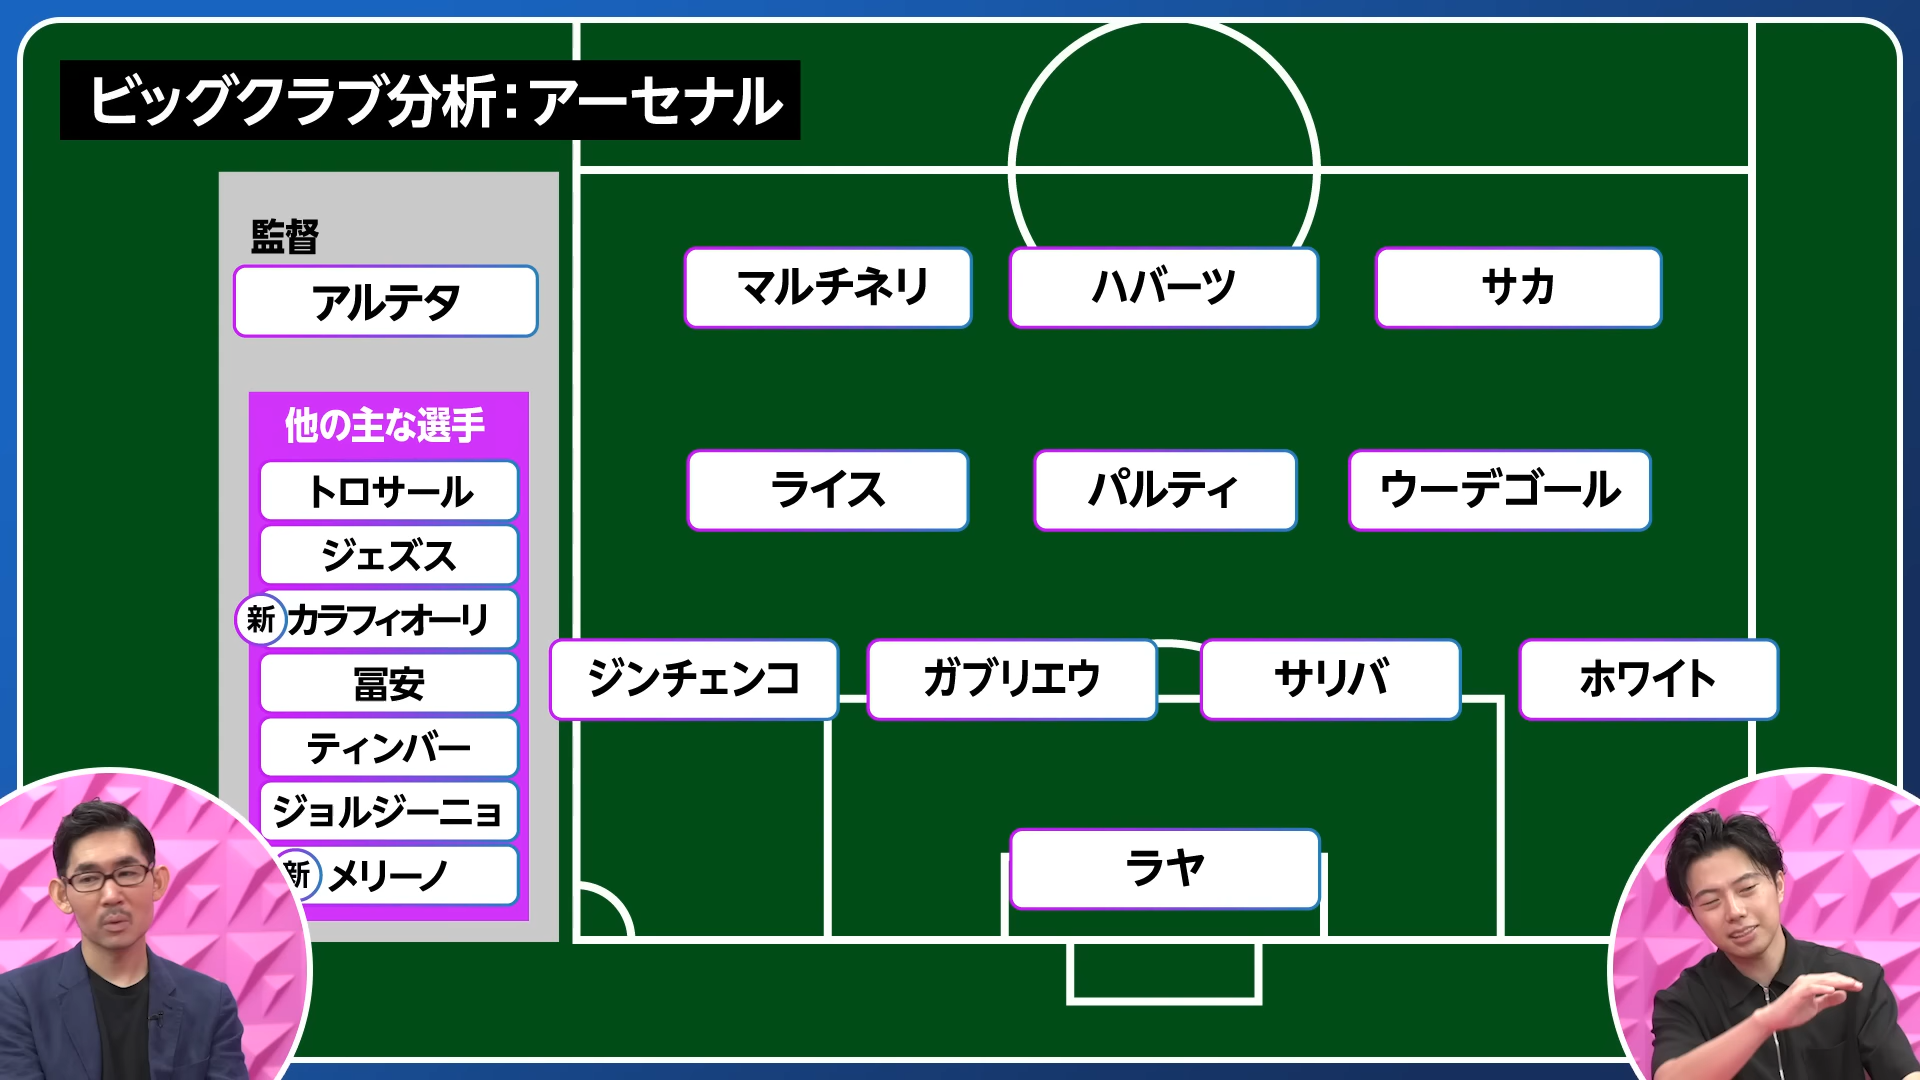 ビッグクラブ分析：アーセナル
監督
アルテタ
他の主な選手
トロサール
ジェズス
新 カラフィオーリ
冨安
ティンバー
ジョルジーニョ
新 メリーノ
マルチネリ
ハバーツ
サカ
ライス
パルティ
ウーデゴール
ジンチェンコ
ガブリエウ
サリバ
ホワイト
ラヤ